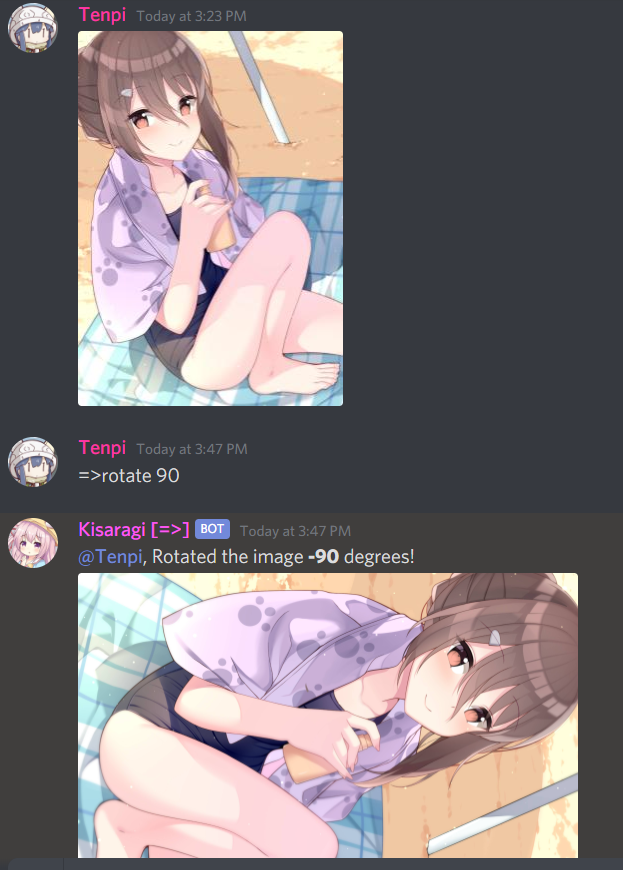 Tenpi Today at 3:23 PM
Tenpi Today at 3:47 PM
=>rotate 90
Kisaragi [=>] BOT Today at 3:47 PM
@Tenpi, Rotated the image -90 degrees!